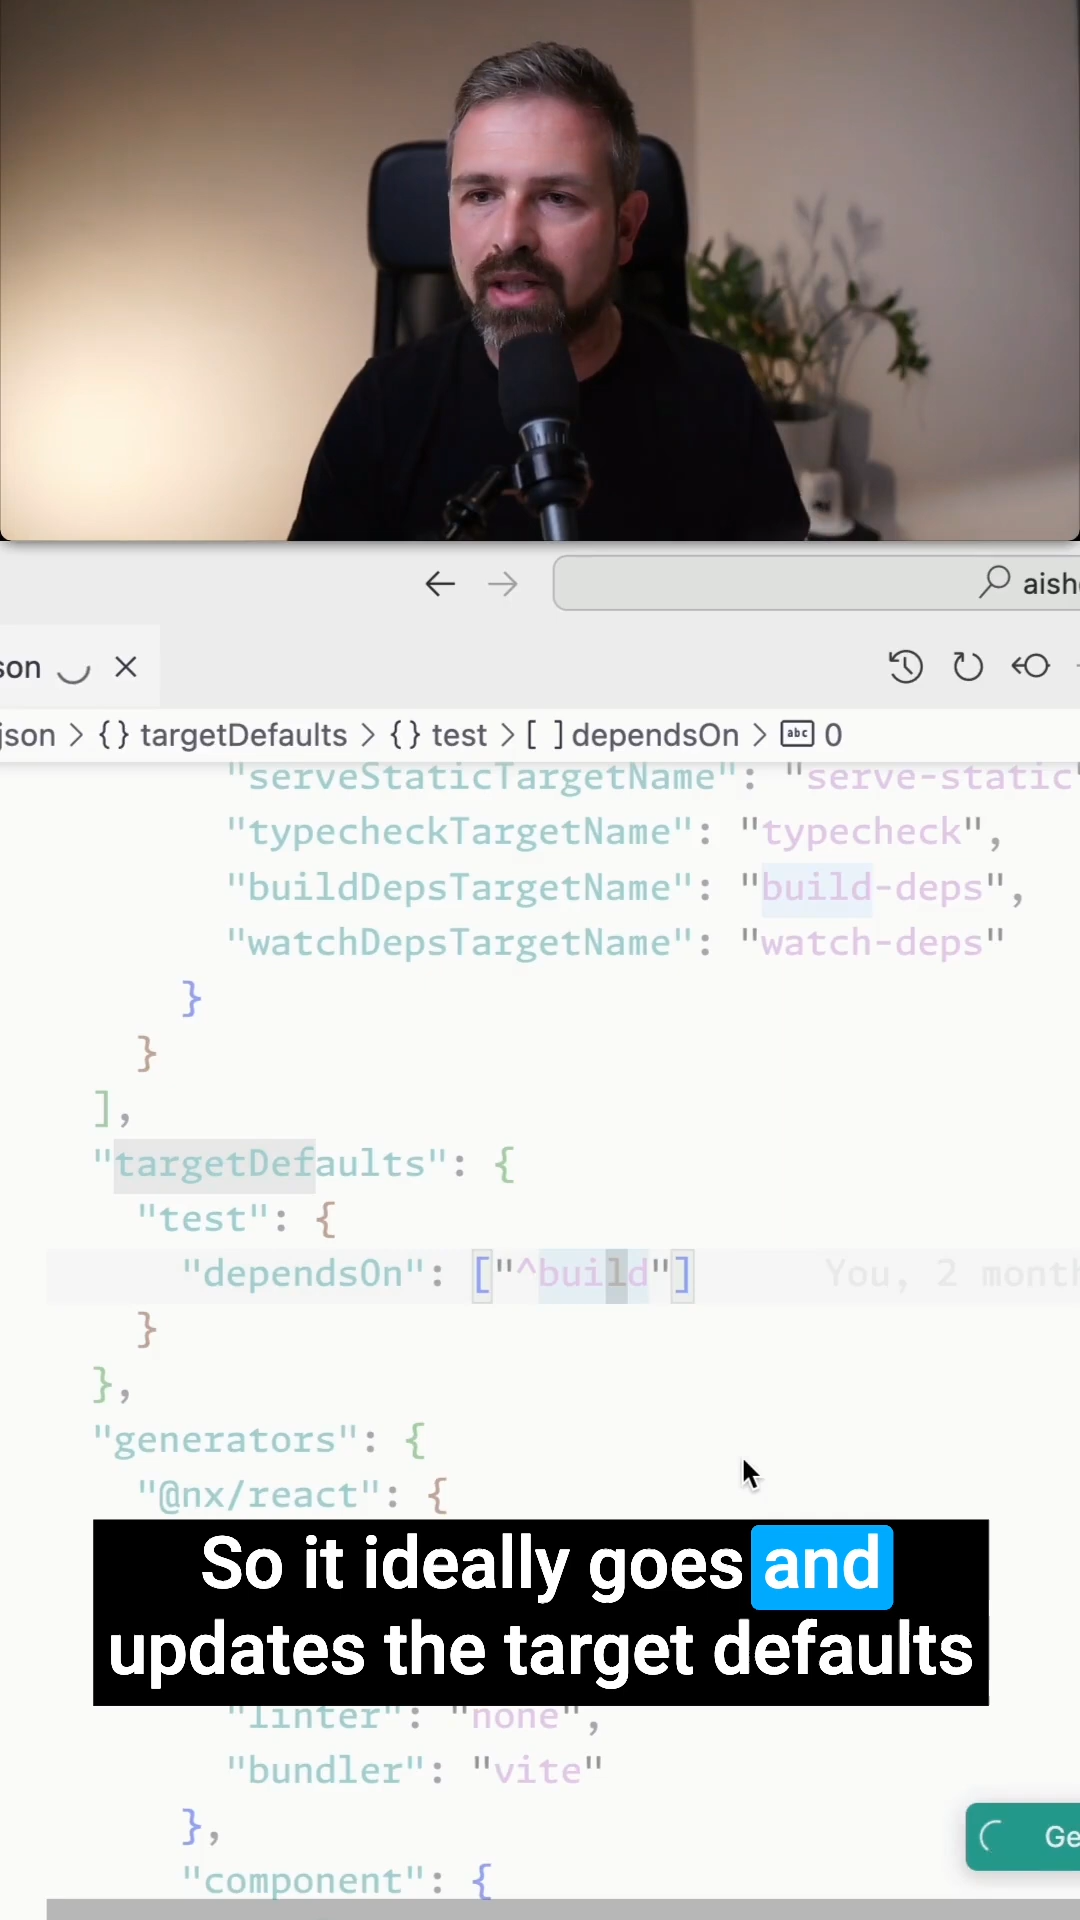 aish
son
json > {} targetDefaults > {} test > [ ] dependsOn > abc 0
"serveStaticTargetName": "serve-static"
"typecheckTargetName": "typecheck",
"buildDepsTargetName": "build-deps",
"watchDepsTargetName": "watch-deps"
}
}
],
"targetDefaults": {
"test": {
"dependsOn": ["^build"] You, 2 month
}
},
"generators": {
"@nx/react": {
So it ideally goes and
updates the target defaults
"linter": "none",
"bundler": "vite"
},
Ge
"component": {